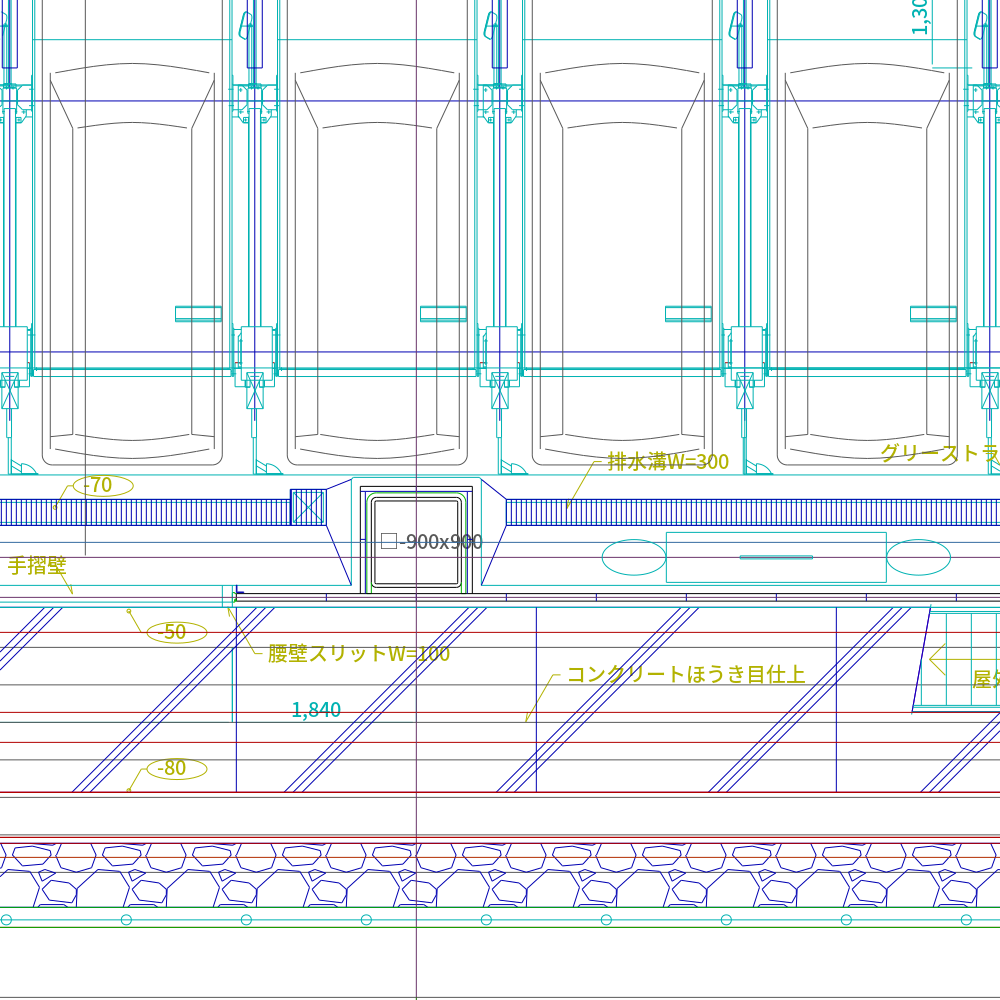 1,30
排水溝W=300
グリーストラ
-70
□-900x900
手摺壁
-50
腰壁スリットW=100
コンクリートほうき目仕上
屋外
1,840
-80